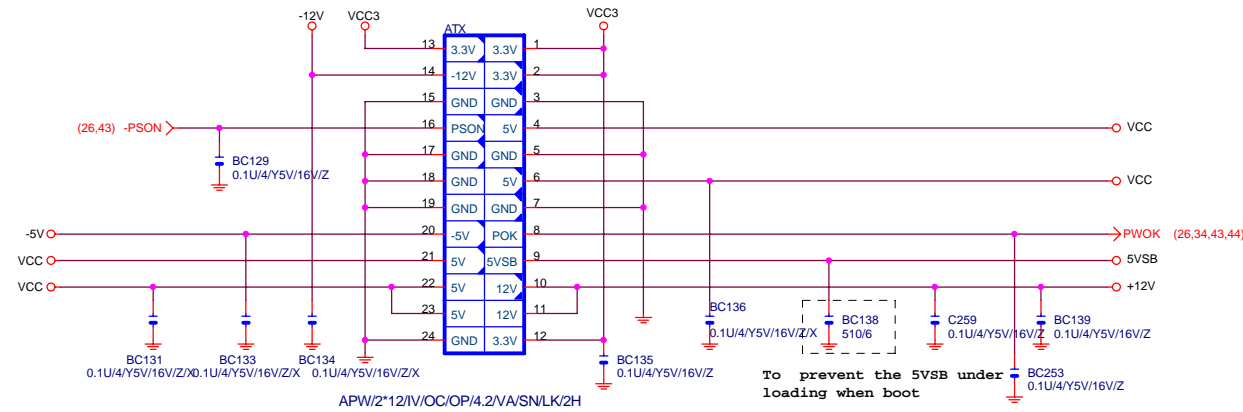 -12V
VCC3
VCC3
ATX
13 3.3V 3.3V 1
14 -12V 3.3V 2
15 GND GND 3
(26,43) -PSON 16 PSON 5V 4 VCC
17 GND GND 5
18 GND 5V 6 VCC
19 GND GND 7
-5V 20 -5V POK 8 PWOK (26,34,43,44)
VCC 21 5V 5VSB 9 5VSB
VCC 22 5V 12V 10 +12V
23 5V 12V 11
24 GND 3.3V 12
BC129
0.1U/4/Y5V/16V/Z
BC131
0.1U/4/Y5V/16V/Z/X
BC133
0.1U/4/Y5V/16V/Z/X
BC134
0.1U/4/Y5V/16V/Z/X
BC135
0.1U/4/Y5V/16V/Z
BC136
0.1U/4/Y5V/16V/Z/X
BC138
510/6
C259
0.1U/4/Y5V/16V/Z
BC139
0.1U/4/Y5V/16V/Z
BC253
0.1U/4/Y5V/16V/Z
To prevent the 5VSB under
loading when boot
APW/2*12/IV/OC/OP/4.2/VA/SN/LK/2H